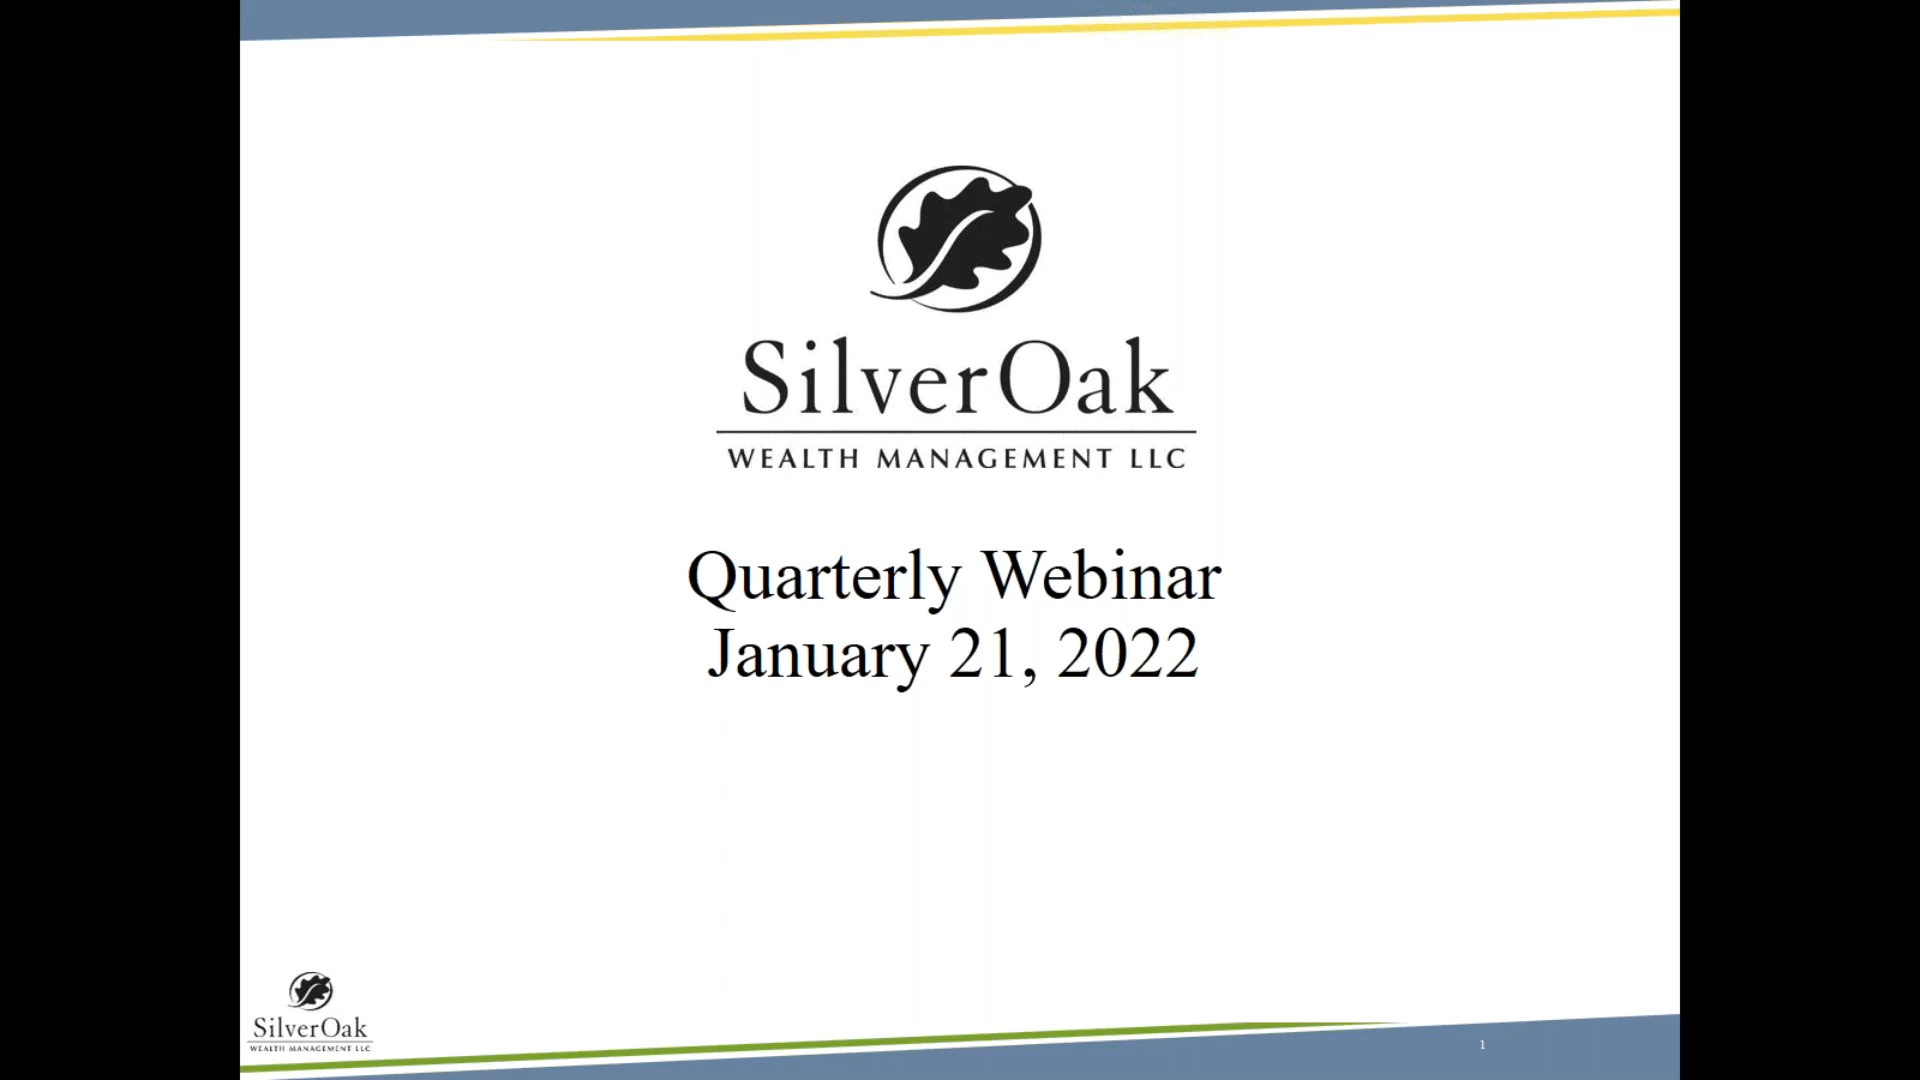 SilverOak
WEALTH MANAGEMENT LLC
Quarterly Webinar
January 21, 2022
SilverOak
WEALTH MANAGEMENT LLC
1